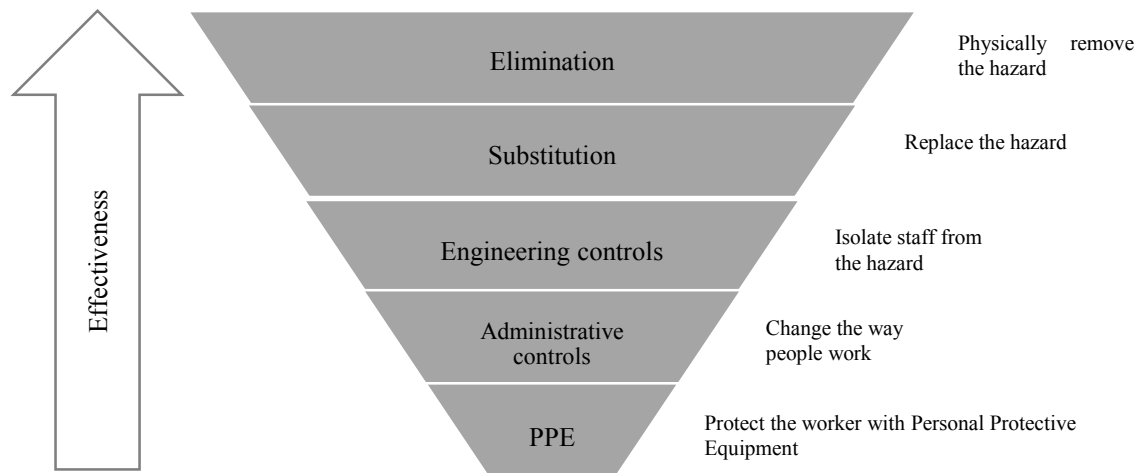 Elimination
Physically remove
the hazard
Substitution
Replace the hazard
Engineering controls
Isolate staff from
the hazard
Administrative
controls
Change the way
people work
PPE
Protect the worker with Personal Protective
Equipment
Effectiveness